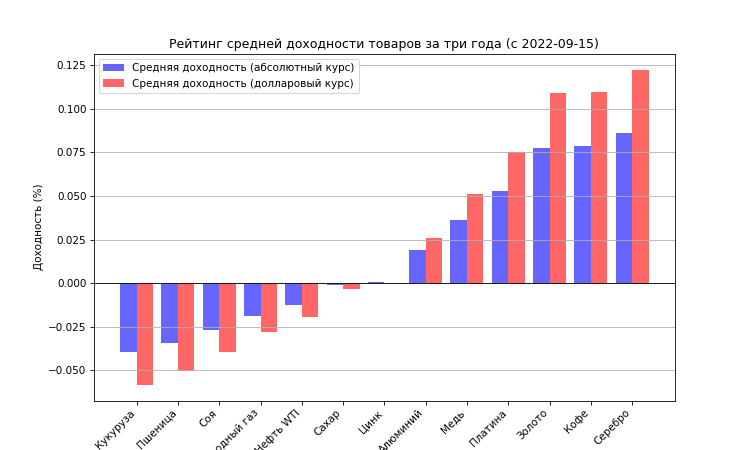 Рейтинг средней доходности товаров за три года (с 2022-09-15)
Средняя доходность (абсолютный курс)
Средняя доходность (долларовый курс)
Доходность (%)
0.125
0.100
0.075
0.050
0.025
0.000
−0.025
−0.050
Кукуруза
Пшеница
Соя
одный газ
Нефть WTI
Сахар
Цинк
Алюминий
Медь
Платина
Золото
Кофе
Серебро